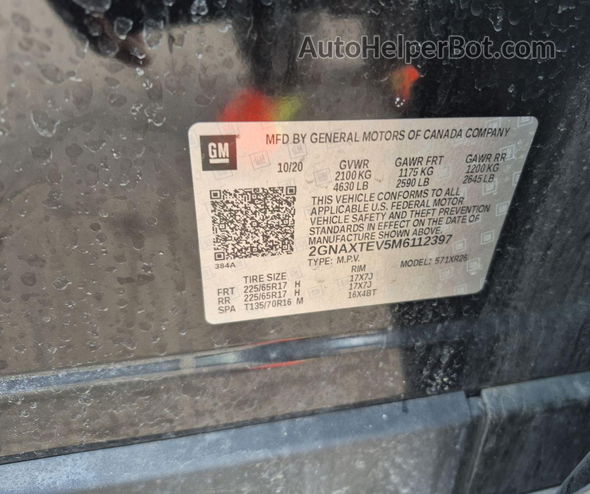 AutoHelperBot.com
GM
MFD BY GENERAL MOTORS OF CANADA COMPANY
10/20 GVWR GAWR FRT GAWR RR
2100 KG 1175 KG 1200 KG
4630 LB 2590 LB 2645 LB
THIS VEHICLE CONFORMS TO ALL
APPLICABLE U.S. FEDERAL MOTOR
VEHICLE SAFETY AND THEFT PREVENTION
STANDARDS IN EFFECT ON THE DATE OF
MANUFACTURE SHOWN ABOVE.
2GNAXTEV5M6112397
TYPE: M.P.V. MODEL: 571XR26
384A
TIRE SIZE RIM
FRT 225/65R17 H 17X7J
RR 225/65R17 H 17X7J
SPA T135/70R16 M 16X4BT